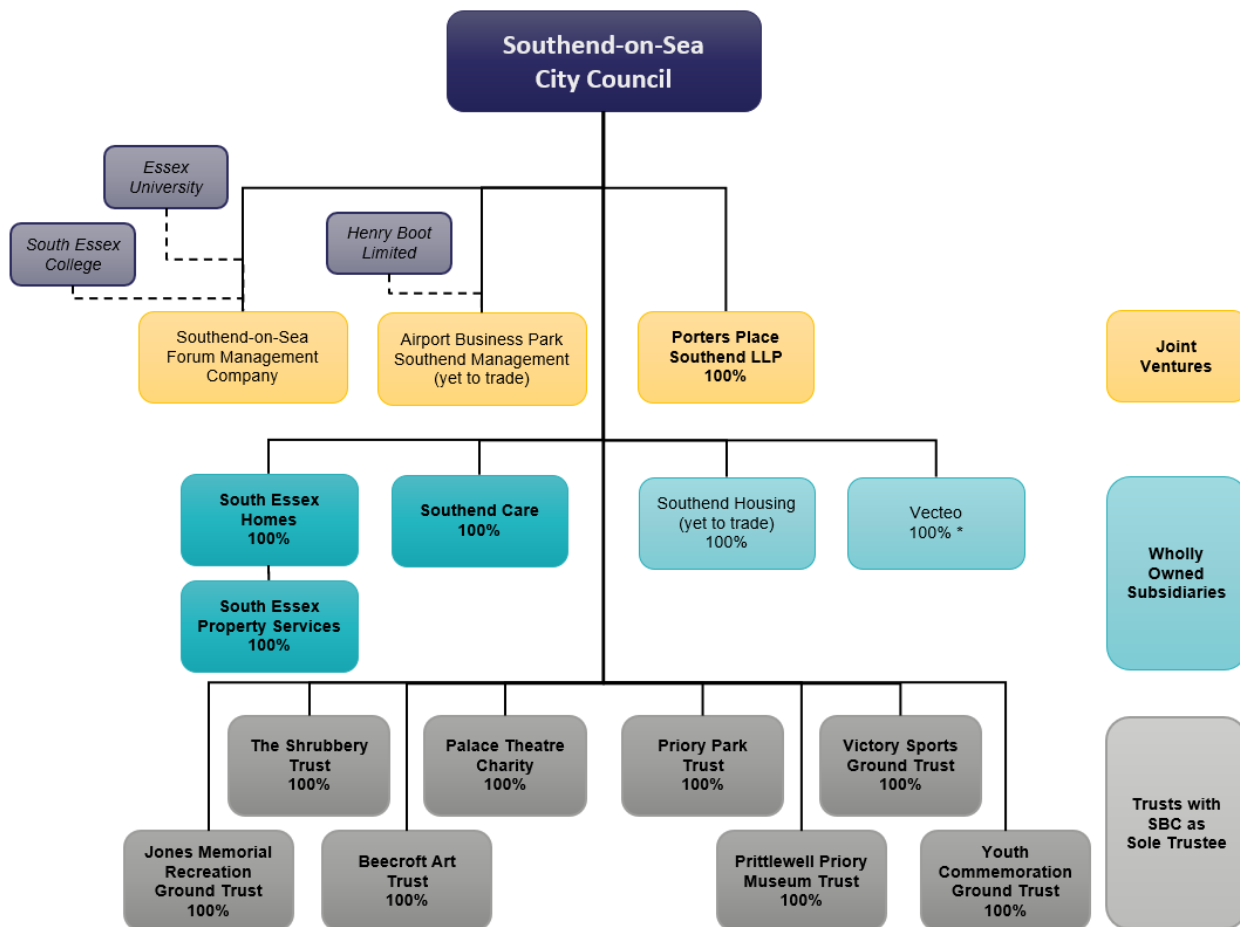 Southend-on-Sea
City Council
Essex
University
South Essex
College
Henry Boot
Limited
Southend-on-Sea
Forum Management
Company
Airport Business Park
Southend Management
(yet to trade)
Porters Place
Southend LLP
100%
Joint
Ventures
South Essex
Homes
100%
Southend Care
100%
Southend Housing
(yet to trade)
100%
Vecteo
100% *
Wholly
Owned
Subsidiaries
South Essex
Property Services
100%
The Shrubbery
Trust
100%
Palace Theatre
Charity
100%
Priory Park
Trust
100%
Victory Sports
Ground Trust
100%
Trusts with
SBC as
Sole Trustee
Jones Memorial
Recreation
Ground Trust
100%
Beecroft Art
Trust
100%
Prittlewell Priory
Museum Trust
100%
Youth
Commemoration
Ground Trust
100%